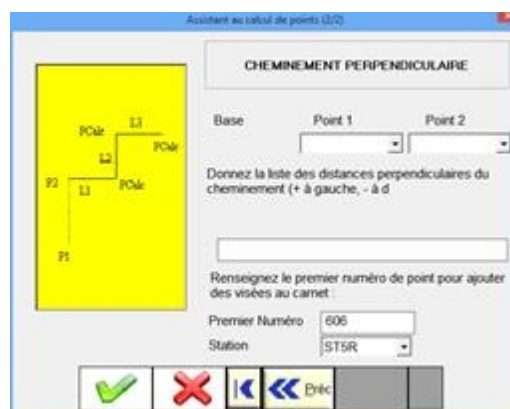 Assistant au calcul de points (2/2)
CHEMINEMENT PERPENDICULAIRE
Base Point 1 Point 2
Donnez la liste des distances perpendiculaires du
cheminement (+ à gauche, - à d
Renseignez le premier numéro de point pour ajouter
des visées au carnet :
Premier Numéro 606
Station ST5R
Préc
PCalc L3
PCalc
L2
P2 L1 PCalc
P1